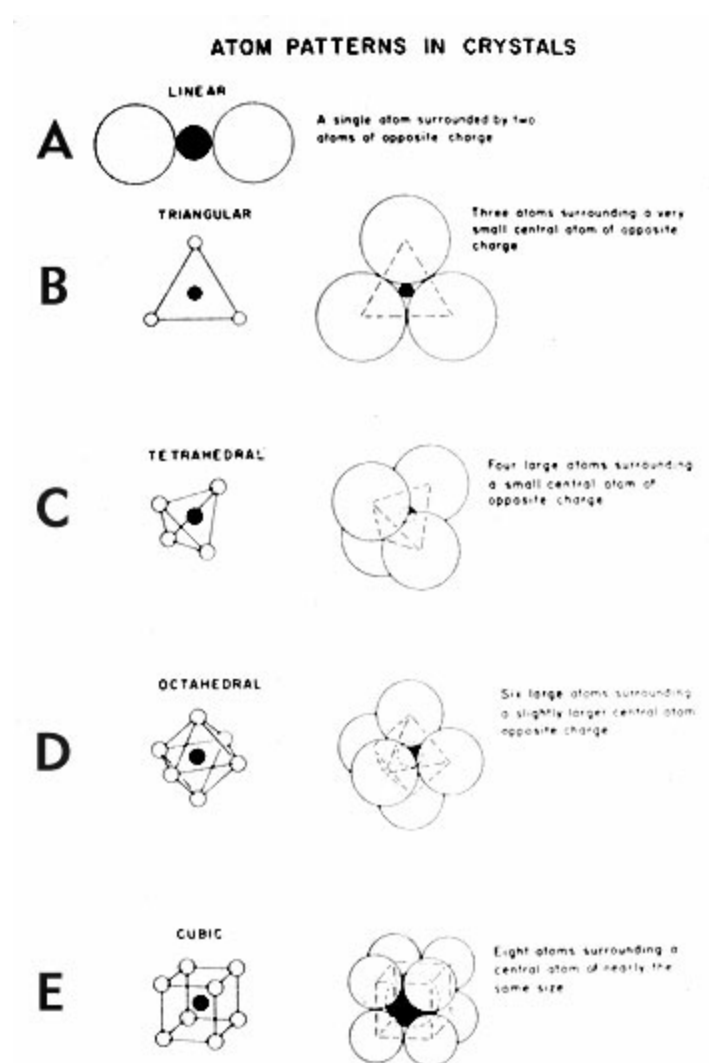 ATOM PATTERNS IN CRYSTALS
LINEAR
A
A single atom surrounded by two
atoms of opposite charge
TRIANGULAR
B
Three atoms surrounding a very
small central atom of opposite
charge
TETRAHEDRAL
C
Four large atoms surrounding
a small central atom of
opposite charge
OCTAHEDRAL
D
Six large atoms surrounding
a slightly larger central atom
opposite charge
CUBIC
E
Eight atoms surrounding a
central atom of nearly the
same size